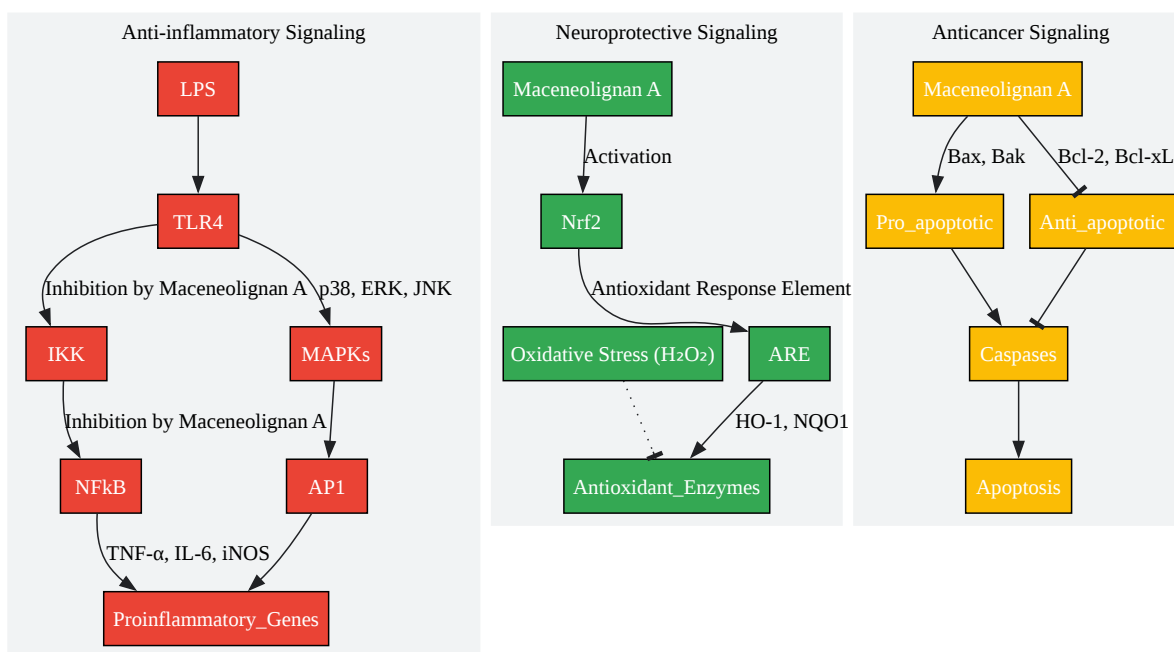 Anti-inflammatory Signaling
LPS
TLR4
Inhibition by Maceneolignan A
p38, ERK, JNK
IKK
MAPKs
Inhibition by Maceneolignan A
NFkB
AP1
TNF-α, IL-6, iNOS
Proinflammatory_Genes
Neuroprotective Signaling
Maceneolignan A
Activation
Nrf2
Antioxidant Response Element
Oxidative Stress (H₂O₂)
ARE
HO-1, NQO1
Antioxidant_Enzymes
Anticancer Signaling
Maceneolignan A
Bax, Bak
Bcl-2, Bcl-xL
Pro_apoptotic
Anti_apoptotic
Caspases
Apoptosis